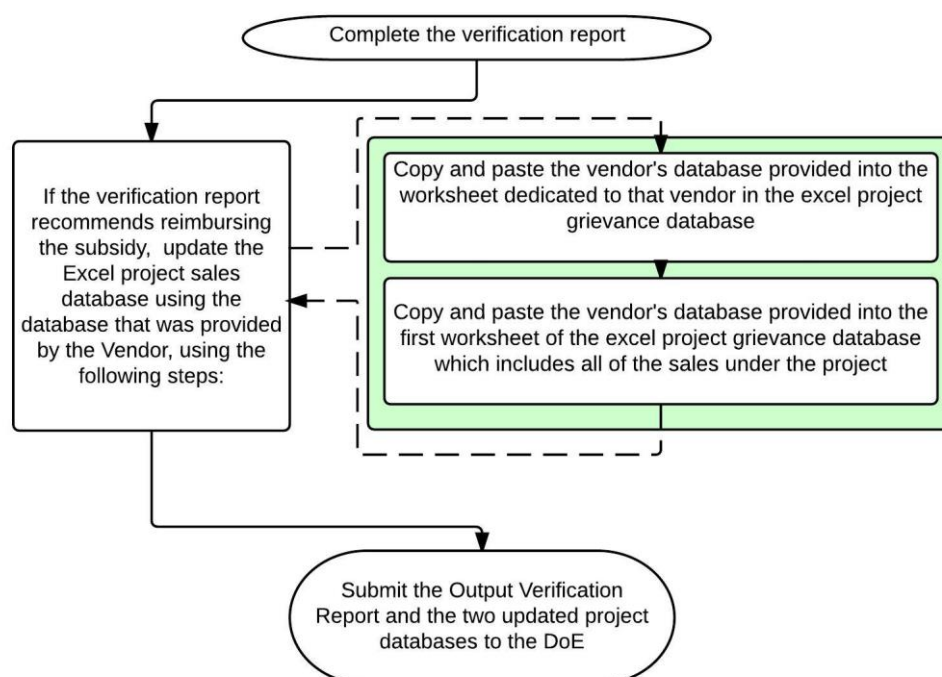 Complete the verification report
If the verification report
recommends reimbursing
the subsidy, update the
Excel project sales
database using the
database that was provided
by the Vendor, using the
following steps:
Copy and paste the vendor's database provided into the
worksheet dedicated to that vendor in the excel project
grievance database
Copy and paste the vendor's database provided into the
first worksheet of the excel project grievance database
which includes all of the sales under the project
Submit the Output Verification
Report and the two updated project
databases to the DoE